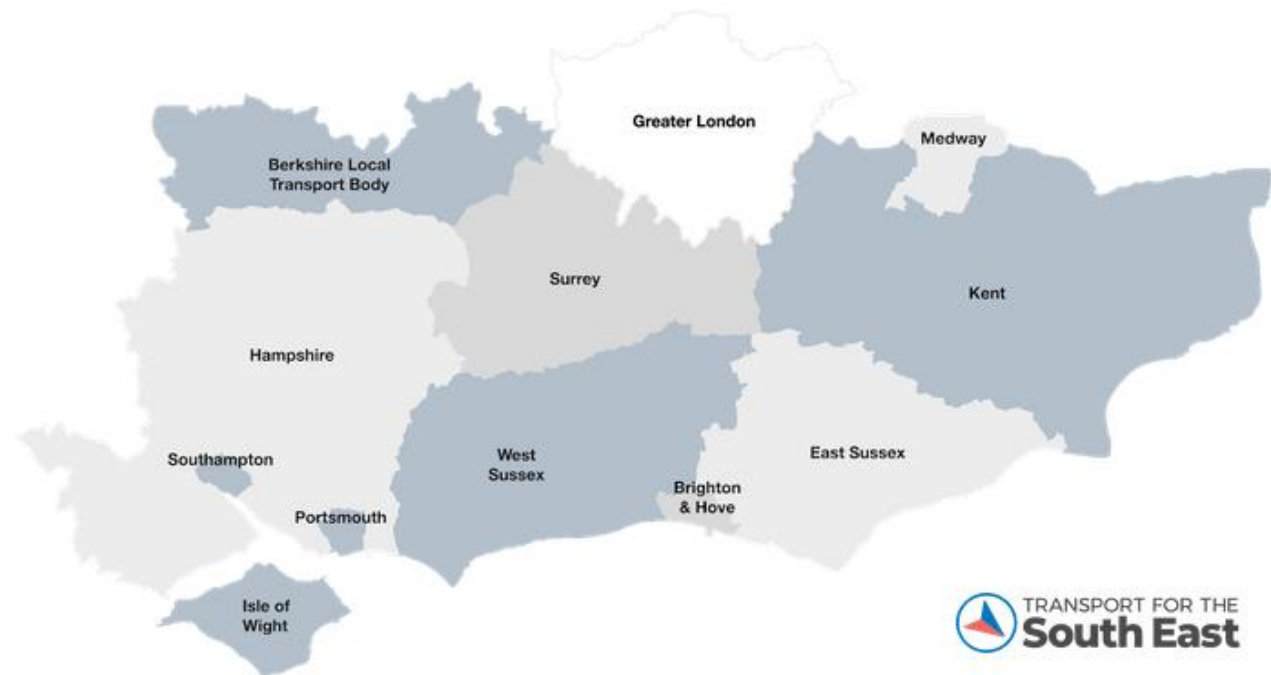 Greater London
Medway
Berkshire Local
Transport Body
Surrey
Kent
Hampshire
Southampton
West
Sussex
East Sussex
Brighton
& Hove
Portsmouth
Isle of
Wight
TRANSPORT FOR THE
South East